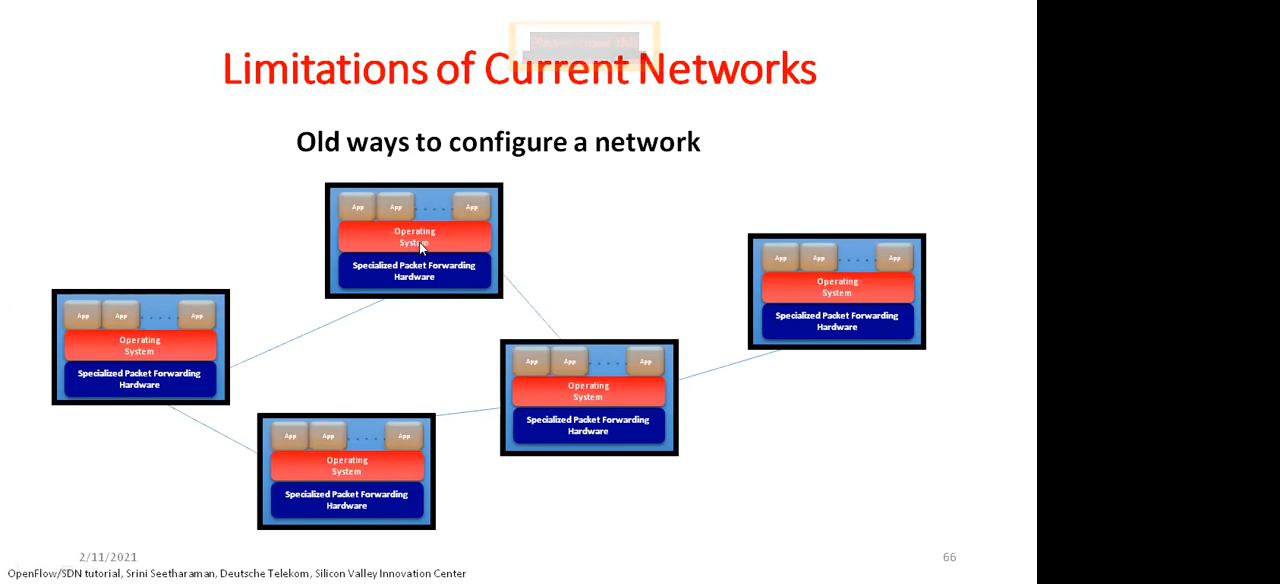 Limitations of Current Networks
Old ways to configure a network
App App . . . . App
Operating
System
Specialized Packet Forwarding
Hardware
App App . . . . App
Operating
System
Specialized Packet Forwarding
Hardware
App App . . . . App
Operating
System
Specialized Packet Forwarding
Hardware
App App . . . . App
Operating
System
Specialized Packet Forwarding
Hardware
App App . . . . App
Operating
System
Specialized Packet Forwarding
Hardware
2/11/2021
66
OpenFlow/SDN tutorial, Srini Seetharaman, Deutsche Telekom, Silicon Valley Innovation Center